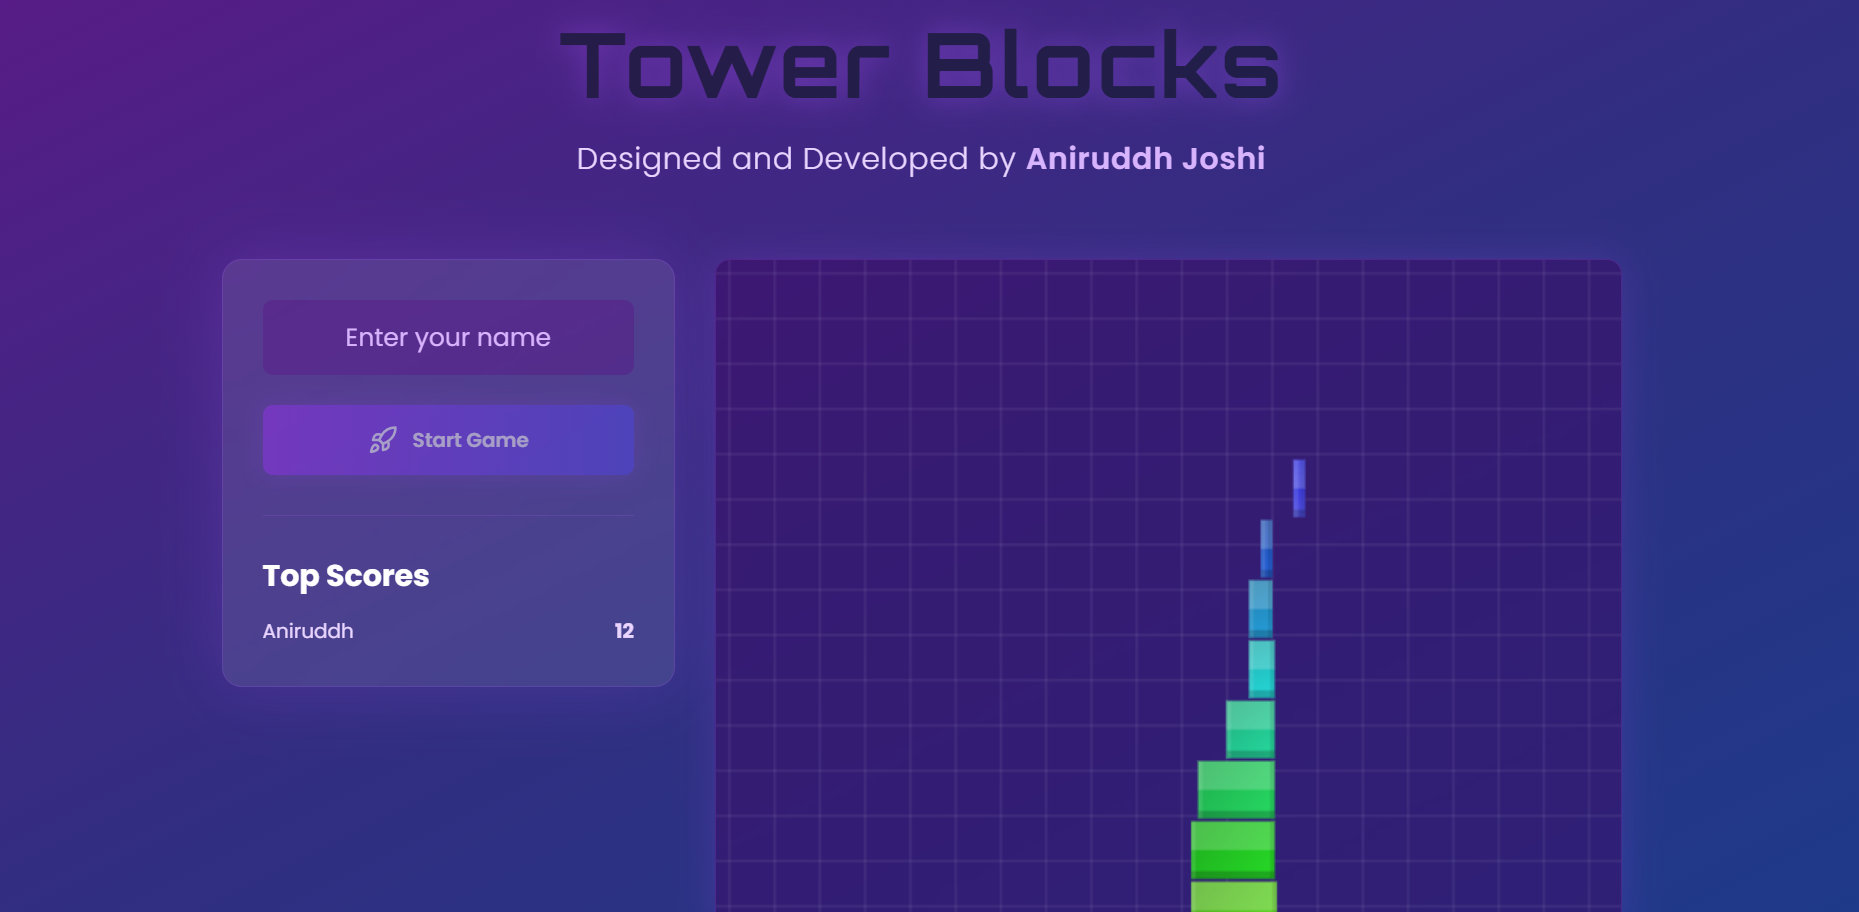 Tower Blocks
Designed and Developed by Aniruddh Joshi
Enter your name
Start Game
Top Scores
Aniruddh 12